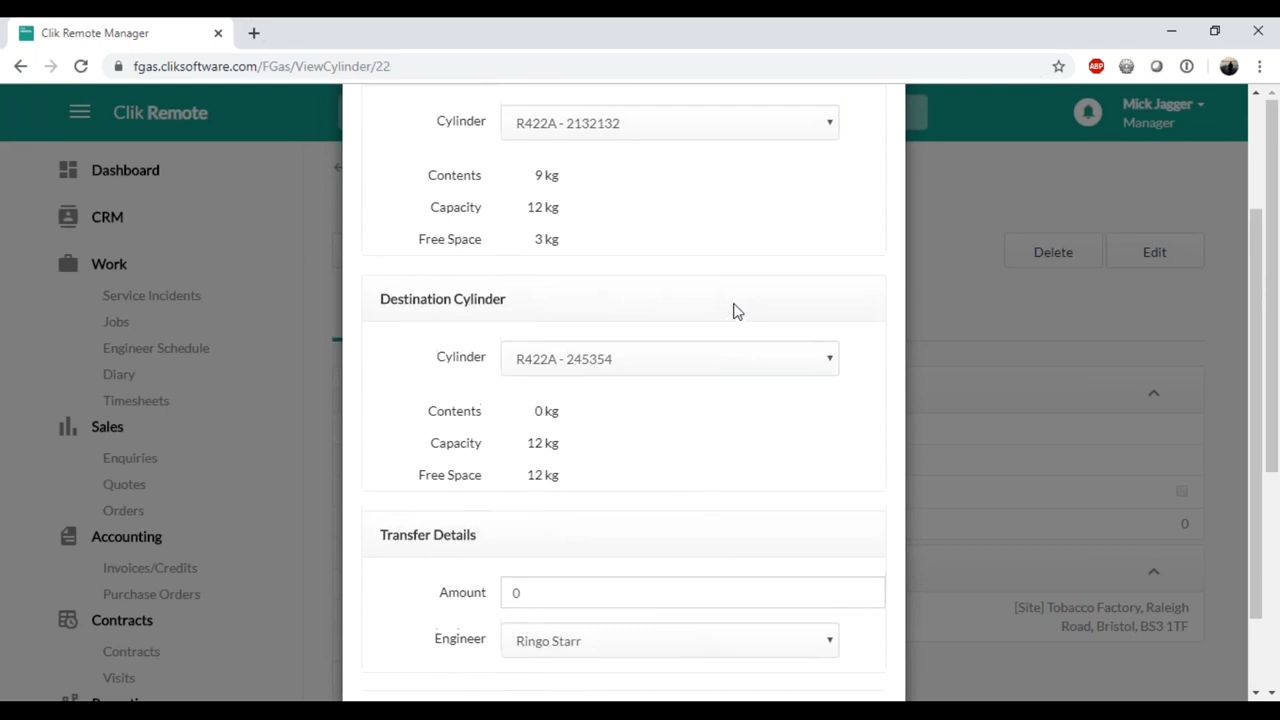 Clik Remote Manager
fgas.cliksoftware.com/FGas/ViewCylinder/22
ABP
Clik Remote
Mick Jagger
Manager
Dashboard
CRM
Work
Service Incidents
Jobs
Engineer Schedule
Diary
Timesheets
Sales
Enquiries
Quotes
Orders
Accounting
Invoices/Credits
Purchase Orders
Contracts
Contracts
Visits
Cylinder R422A - 2132132
Contents 9 kg
Capacity 12 kg
Free Space 3 kg
Destination Cylinder
Cylinder R422A - 245354
Contents 0 kg
Capacity 12 kg
Free Space 12 kg
Transfer Details
Amount 0
Engineer Ringo Starr
Delete Edit
0
[Site] Tobacco Factory, Raleigh
Road, Bristol, BS3 1TF